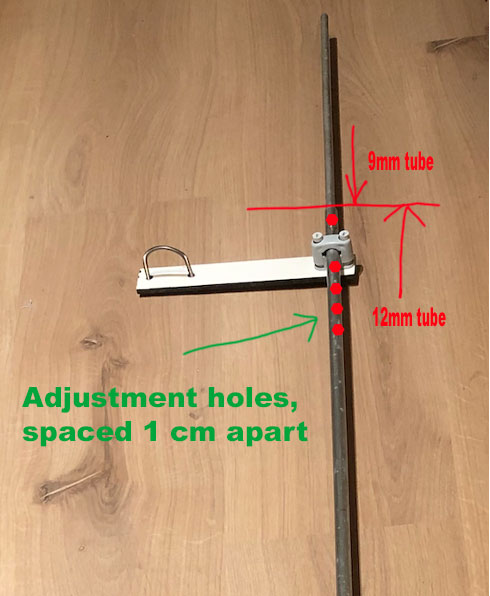 9mm tube
12mm tube
Adjustment holes,
spaced 1 cm apart